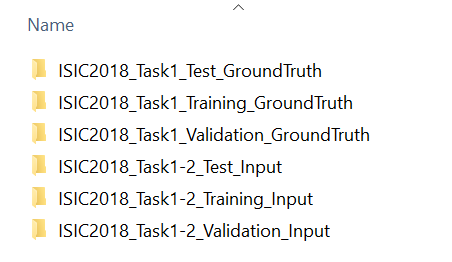 Name
ISIC2018_Task1_Test_GroundTruth
ISIC2018_Task1_Training_GroundTruth
ISIC2018_Task1_Validation_GroundTruth
ISIC2018_Task1-2_Test_Input
ISIC2018_Task1-2_Training_Input
ISIC2018_Task1-2_Validation_Input